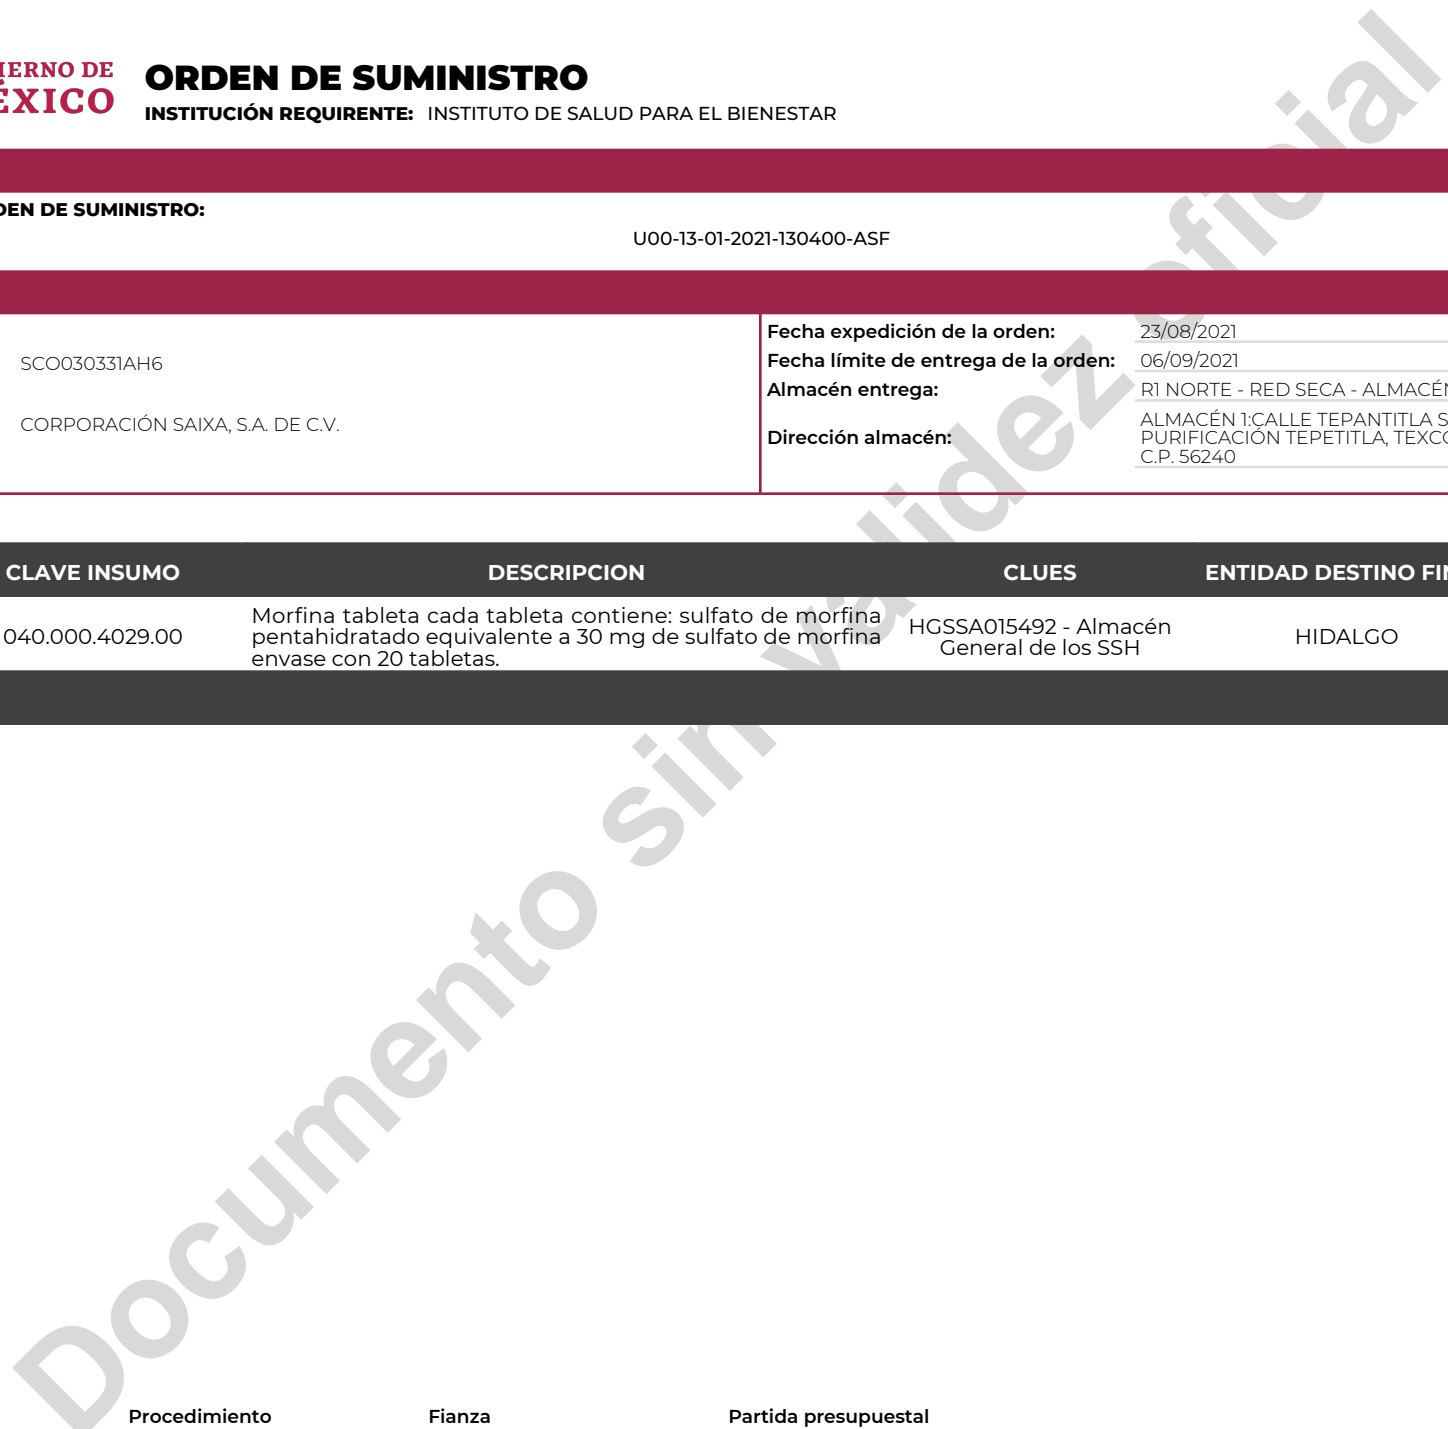 IERNO DE
ÉXICO
ORDEN DE SUMINISTRO
INSTITUCIÓN REQUIRENTE: INSTITUTO DE SALUD PARA EL BIENESTAR
DEN DE SUMINISTRO:
U00-13-01-2021-130400-ASF
SCO030331AH6
CORPORACIÓN SAIXA, S.A. DE C.V.
Fecha expedición de la orden: 23/08/2021
Fecha límite de entrega de la orden: 06/09/2021
Almacén entrega: R1 NORTE - RED SECA - ALMACÉN
Dirección almacén: ALMACÉN 1:CALLE TEPANTITLA S
PURIFICACIÓN TEPETITLA, TEXCO
C.P. 56240
CLAVE INSUMO DESCRIPCION CLUES ENTIDAD DESTINO FIN
040.000.4029.00
Morfina tableta cada tableta contiene: sulfato de morfina
pentahidratado equivalente a 30 mg de sulfato de morfina
envase con 20 tabletas.
HGSSA015492 - Almacén
General de los SSH
HIDALGO
Documento sin validez oficial
Procedimiento Fianza Partida presupuestal